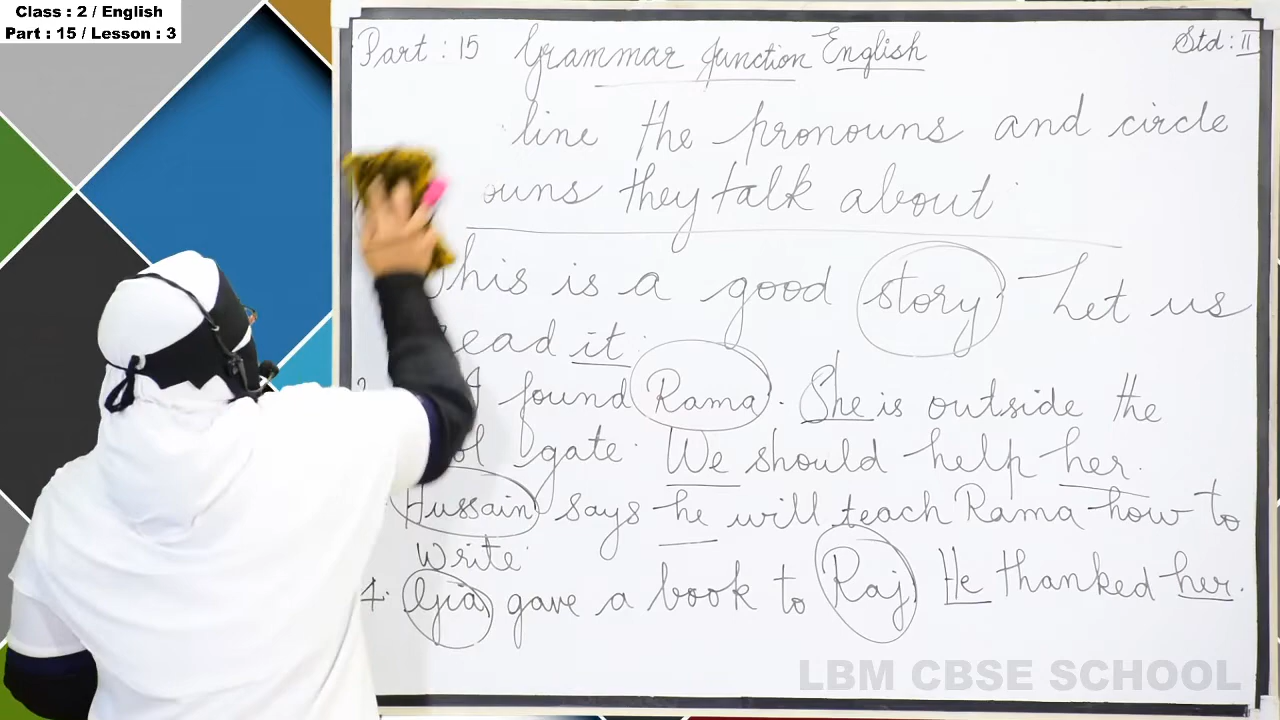 Class : 2 / English
Part : 15 / Lesson : 3
Part : 15 Grammar Junction English Std : II
line the pronouns and circle
ouns they talk about
his is a good story Let us
ead it.
I found Rama. She is outside the
ol gate. We should help her.
Hussain says he will teach Rama how to
write.
4. Gia gave a book to Raj. He thanked her.
LBM CBSE SCHOOL